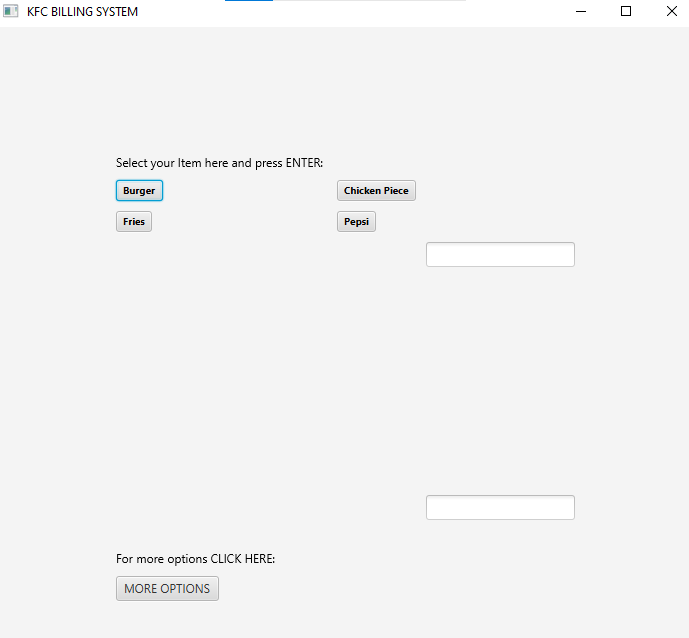 KFC BILLING SYSTEM
Select your Item here and press ENTER:
Burger
Chicken Piece
Fries
Pepsi
For more options CLICK HERE:
MORE OPTIONS